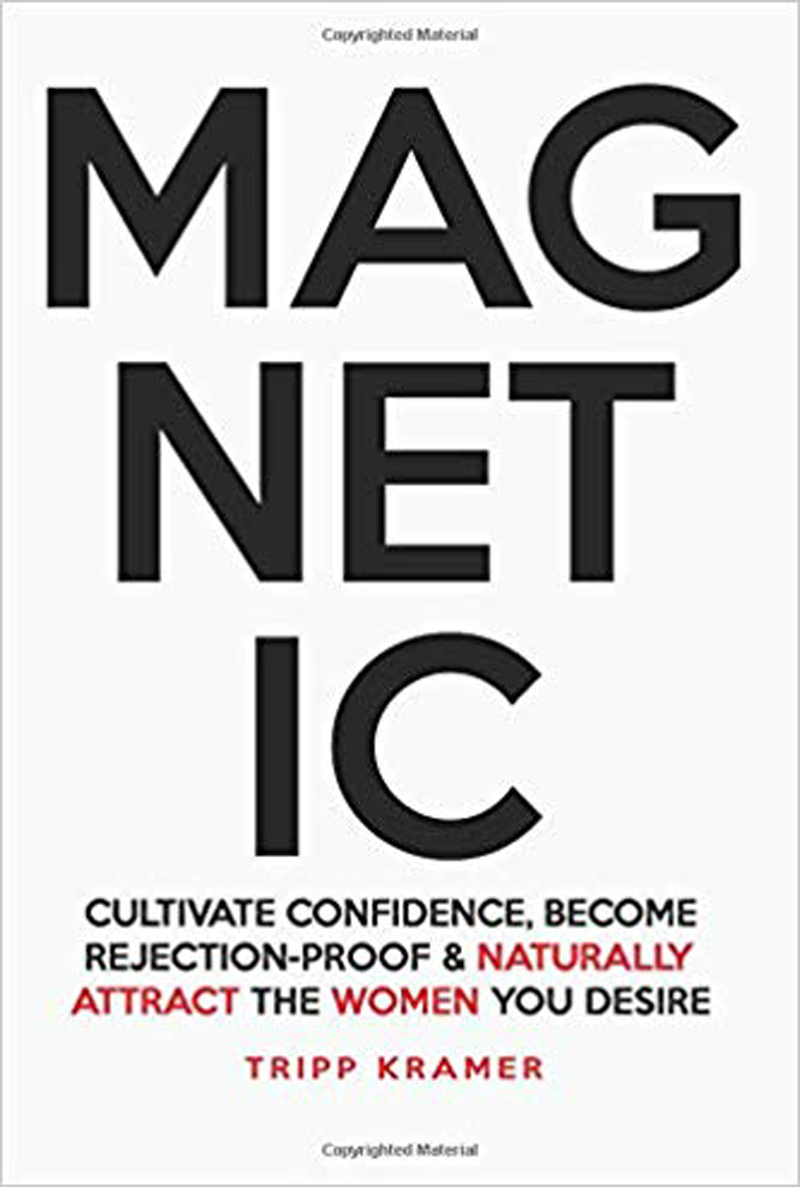 Copyrighted Material
MAG
NET
IC
CULTIVATE CONFIDENCE, BECOME
REJECTION-PROOF & NATURALLY
ATTRACT THE WOMEN YOU DESIRE
TRIPP KRAMER
Copyrighted Material